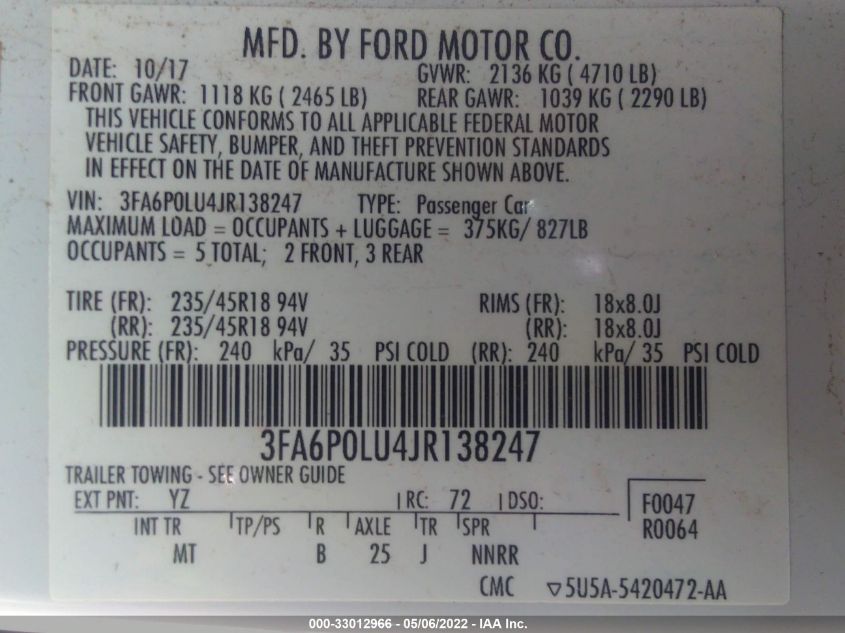 MFD. BY FORD MOTOR CO.
DATE: 10/17 GVWR: 2136 KG ( 4710 LB)
FRONT GAWR: 1118 KG ( 2465 LB) REAR GAWR: 1039 KG ( 2290 LB)
THIS VEHICLE CONFORMS TO ALL APPLICABLE FEDERAL MOTOR
VEHICLE SAFETY, BUMPER, AND THEFT PREVENTION STANDARDS
IN EFFECT ON THE DATE OF MANUFACTURE SHOWN ABOVE.
VIN: 3FA6P0LU4JR138247 TYPE: Passenger Car
MAXIMUM LOAD = OCCUPANTS + LUGGAGE = 375KG/ 827LB
OCCUPANTS = 5 TOTAL; 2 FRONT, 3 REAR
TIRE (FR): 235/45R18 94V RIMS (FR): 18x8.0J
(RR): 235/45R18 94V (RR): 18x8.0J
PRESSURE (FR): 240 kPa/ 35 PSI COLD (RR): 240 kPa/ 35 PSI COLD
3FA6P0LU4JR138247
TRAILER TOWING - SEE OWNER GUIDE
EXT PNT: YZ RC: 72 DSO: F0047
R0064
INT TR TP/PS R AXLE TR SPR
MT B 25 J NNRR
CMC ▽5U5A-5420472-AA
000-33012966 - 05/06/2022 - IAA Inc.